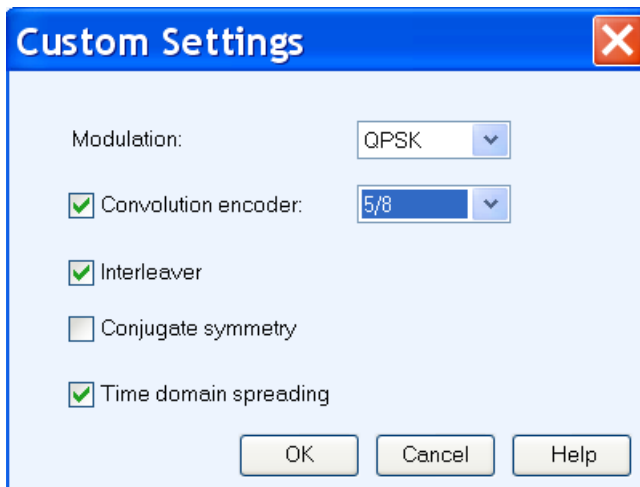 Custom Settings
Modulation: QPSK
Convolution encoder: 5/8
Interleaver
Conjugate symmetry
Time domain spreading
OK Cancel Help